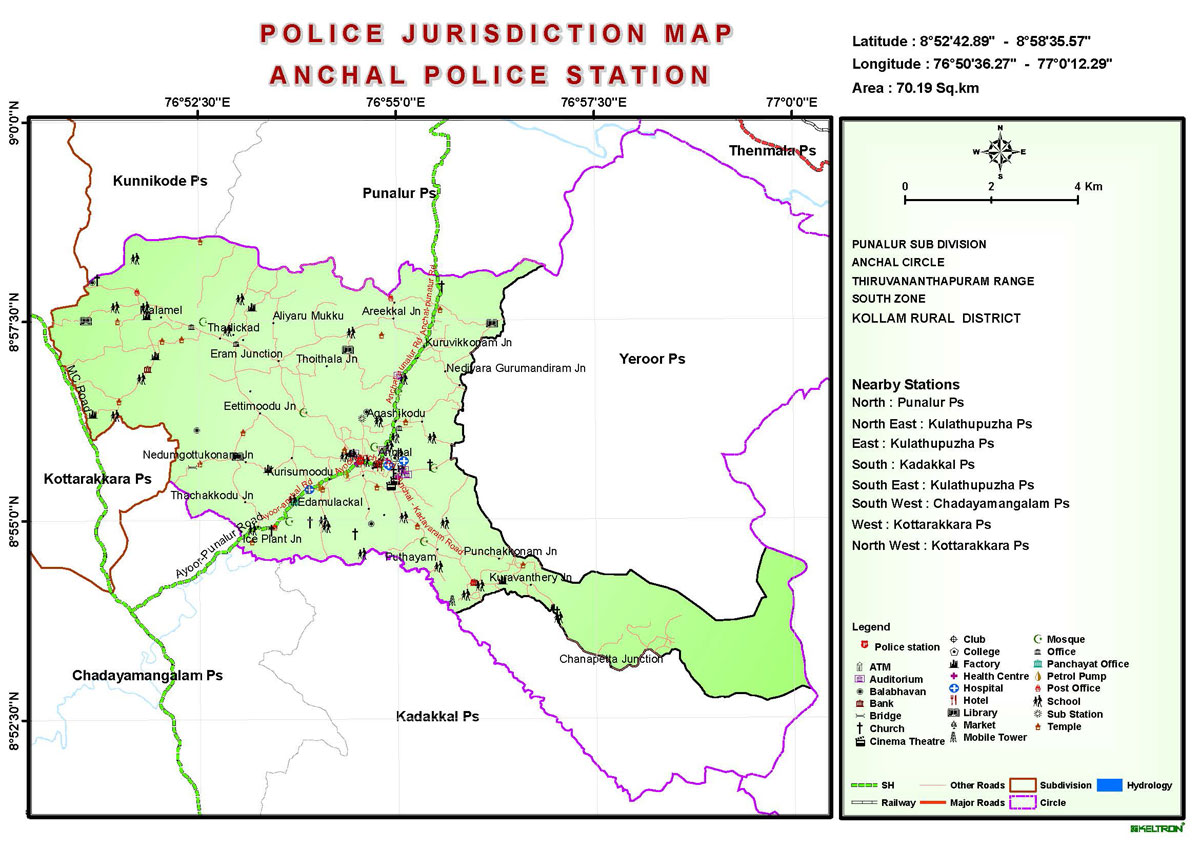 POLICE JURISDICTION MAP
ANCHAL POLICE STATION
Latitude : 8°52'42.89" - 8°58'35.57"
Longitude : 76°50'36.27" - 77°0'12.29"
Area : 70.19 Sq.km
76°52'30"E
76°55'0"E
76°57'30"E
77°0'0"E
9°0'0"N
8°57'30"N
8°55'0"N
8°52'30"N
Kunnikode Ps
Punalur Ps
Thenmala Ps
Yeroor Ps
Kottarakkara Ps
Chadayamangalam Ps
Kadakkal Ps
Malamel
Thadickad
Aliyaru Mukku
Areekkal Jn
Eram Junction
Thoithala Jn
Kuruvikkonam Jn
Nediyara Gurumandiram Jn
Eettimoodu Jn
Agashikodu
Nedumgottukonam Jn
Anchal
Kurisumoodu
Thachakkodu Jn
Edamulackal
Ice Plant Jn
Puthayam
Punchakkonam Jn
Kuravanthery Jn
Chanapetta Junction
MC Road
Ayoor-Punalur Road
Ayoor-anchal Rd
Anchal-punalur Rd
Anchal-punalur Rd
Anchal - Kadavaram Road
N
W
E
S
0
2
4 Km
PUNALUR SUB DIVISION
ANCHAL CIRCLE
THIRUVANANTHAPURAM RANGE
SOUTH ZONE
KOLLAM RURAL DISTRICT
Nearby Stations
North : Punalur Ps
North East : Kulathupuzha Ps
East : Kulathupuzha Ps
South : Kadakkal Ps
South East : Kulathupuzha Ps
South West : Chadayamangalam Ps
West : Kottarakkara Ps
North West : Kottarakkara Ps
Legend
Police station
ATM
Auditorium
Balabhavan
Bank
Bridge
Church
Cinema Theatre
Club
College
Factory
Health Centre
Hospital
Hotel
Library
Market
Mobile Tower
Mosque
Office
Panchayat Office
Petrol Pump
Post Office
School
Sub Station
Temple
SH
Other Roads
Subdivision
Hydrology
Railway
Major Roads
Circle
KELTRON